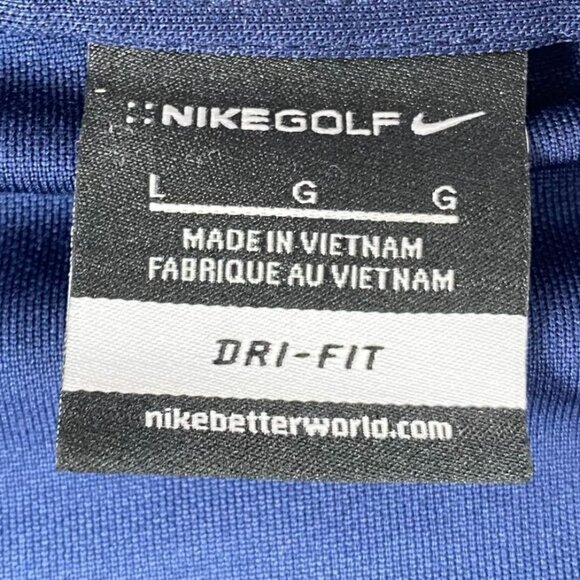 NIKEGOLF
L G G
MADE IN VIETNAM
FABRIQUE AU VIETNAM
DRI-FIT
nikebetterworld.com